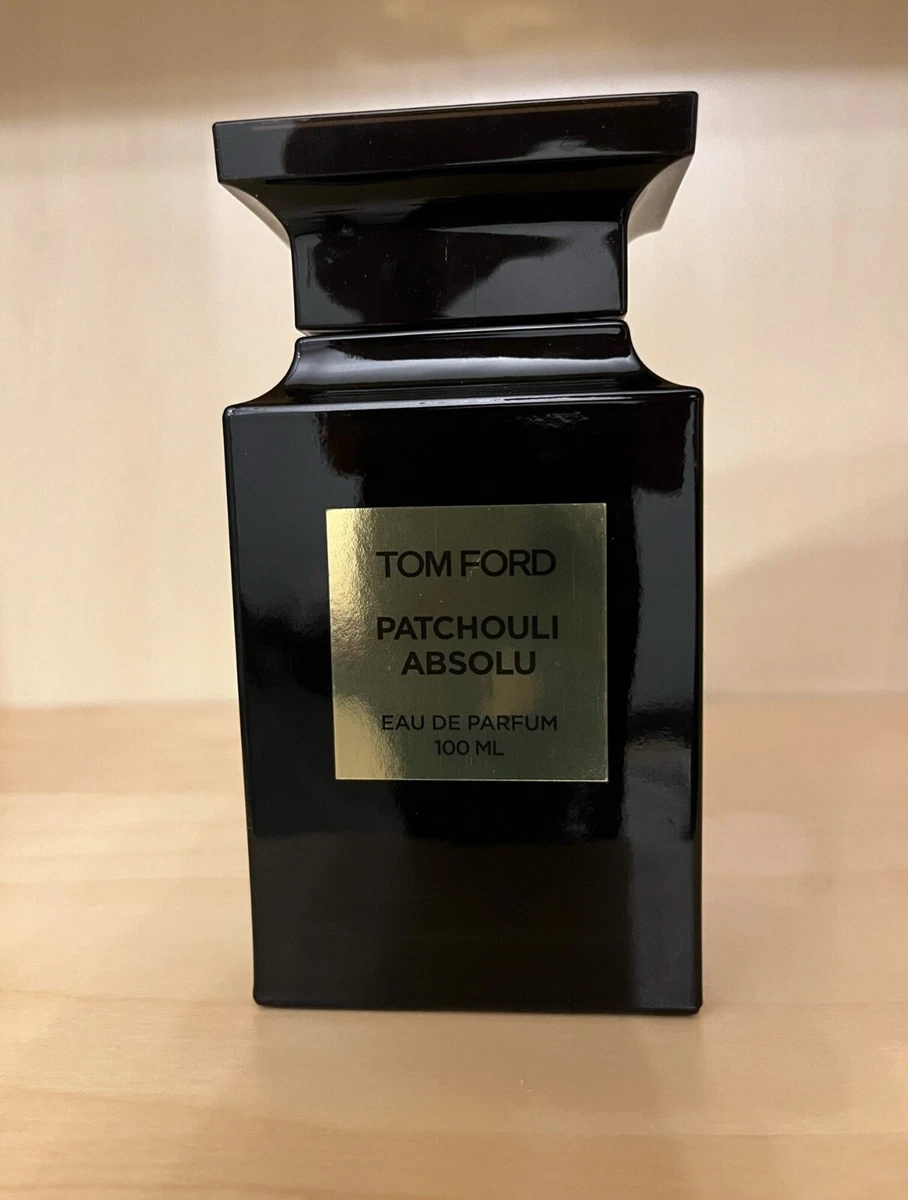 TOM FORD
PATCHOULI
ABSOLU
EAU DE PARFUM
100 ML